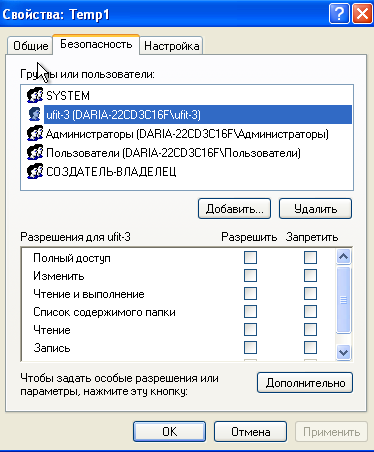 Свойства: Temp1
Общие Безопасность Настройка
Группы или пользователи:
SYSTEM
ufit-3 (DARIA-22CD3C16F\ufit-3)
Администраторы (DARIA-22CD3C16F\Администраторы)
Пользователи (DARIA-22CD3C16F\Пользователи)
СОЗДАТЕЛЬ-ВЛАДЕЛЕЦ
Добавить... Удалить
Разрешения для ufit-3 Разрешить Запретить
Полный доступ
Изменить
Чтение и выполнение
Список содержимого папки
Чтение
Запись
Чтобы задать особые разрешения или
параметры, нажмите эту кнопку:
Дополнительно
ОК Отмена Применить